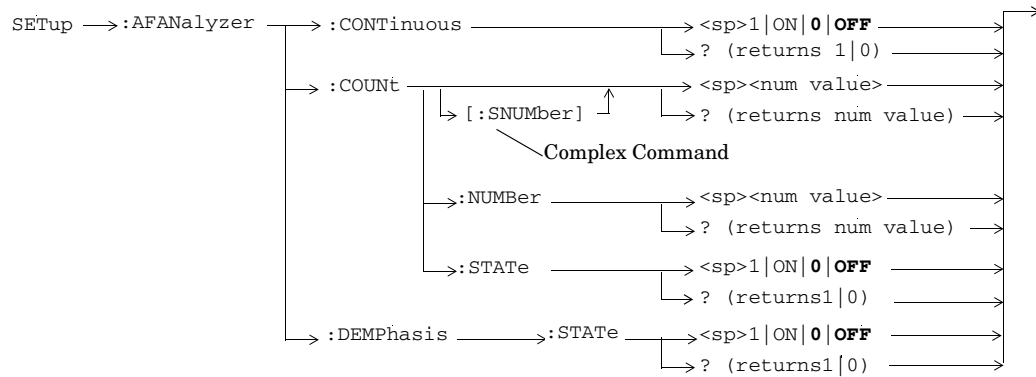 SETup :AFANalyzer :CONTinuous <sp>1|ON|0|OFF
? (returns 1|0)
:COUNt <sp><num value>
[:SNUMber] ? (returns num value)
Complex Command
:NUMBer <sp><num value>
? (returns num value)
:STATe <sp>1|ON|0|OFF
? (returns1|0)
:DEMPhasis :STATe <sp>1|ON|0|OFF
? (returns1|0)